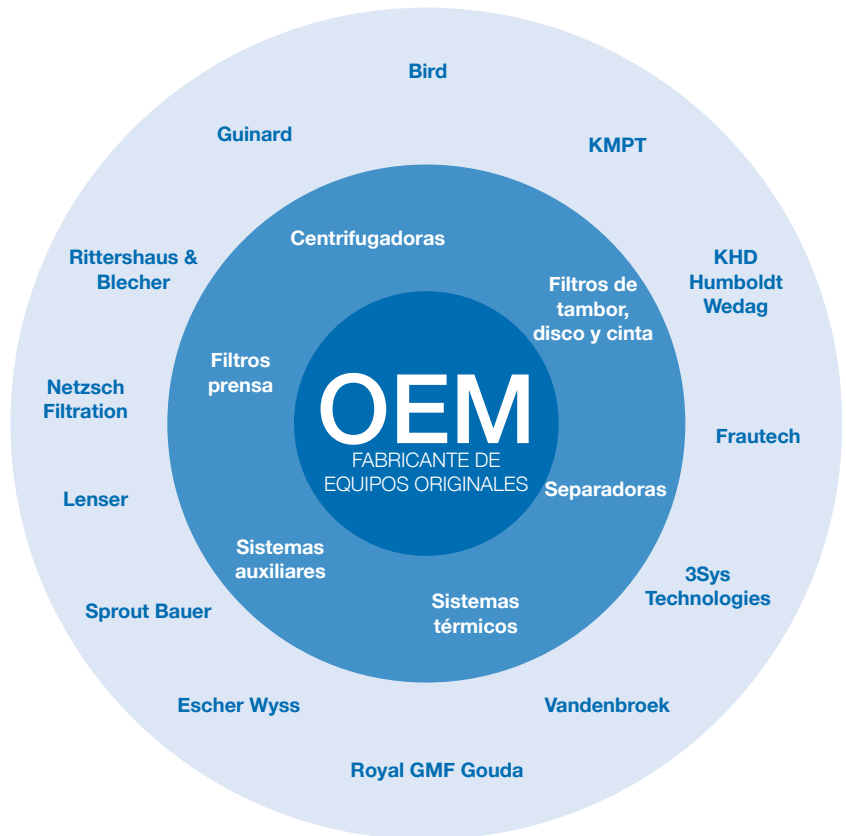 Bird
Guinard
KMPT
Centrifugadoras
Rittershaus &
Blecher
KHD
Humboldt
Wedag
Filtros de
tambor,
disco y cinta
Filtros
prensa
OEM
FABRICANTE DE
EQUIPOS ORIGINALES
Netzsch
Filtration
Frautech
Lenser
Separadoras
Sistemas
auxiliares
3Sys
Technologies
Sistemas
térmicos
Sprout Bauer
Escher Wyss
Vandenbroek
Royal GMF Gouda